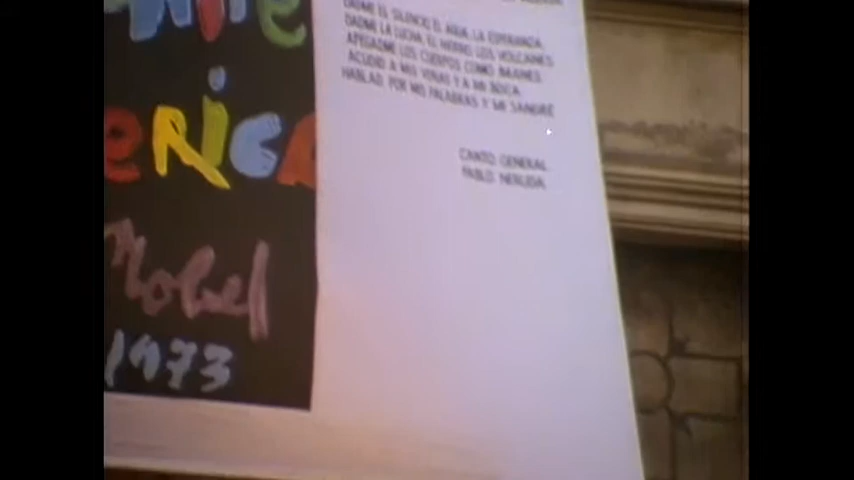 erica
nobel
1973
DADME EL SILENCIO, EL AGUA, LA ESPERANZA.
DADME LA LUCHA, EL HIERRO, LOS VOLCANES.
APEGADME LOS CUERPOS COMO IMANES.
ACUDID A MIS VENAS Y A MI BOCA.
HABLAD POR MIS PALABRAS Y MI SANGRE
CANTO GENERAL
PABLO NERUDA